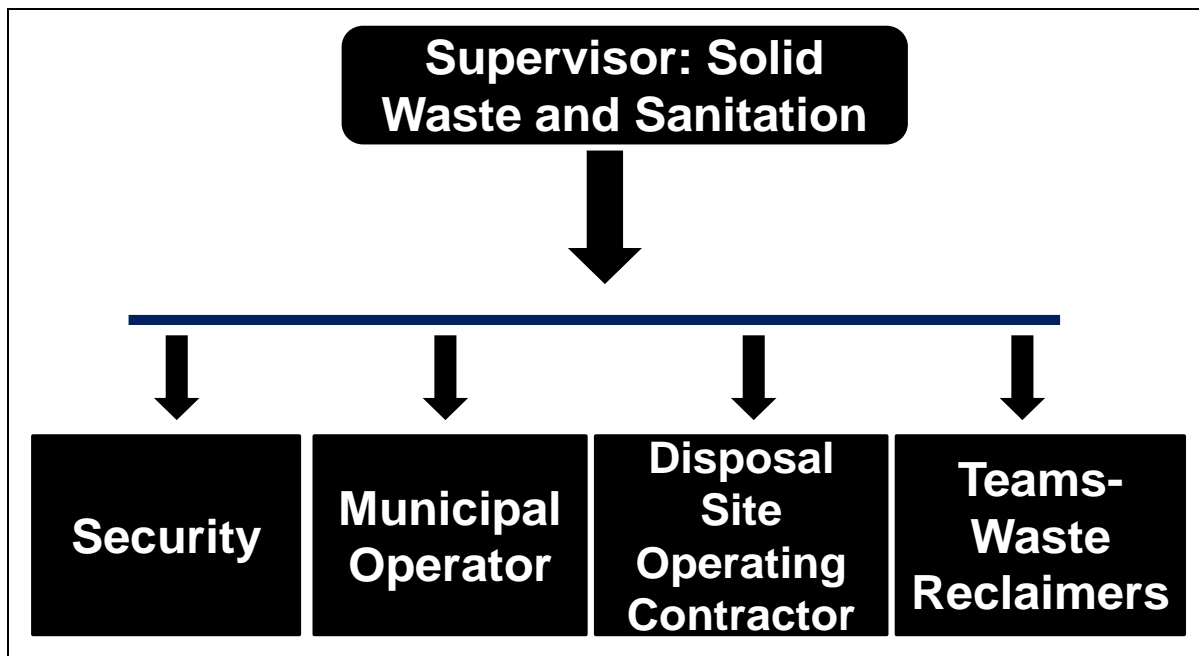 Supervisor: Solid
Waste and Sanitation
Security
Municipal
Operator
Disposal
Site
Operating
Contractor
Teams-
Waste
Reclaimers